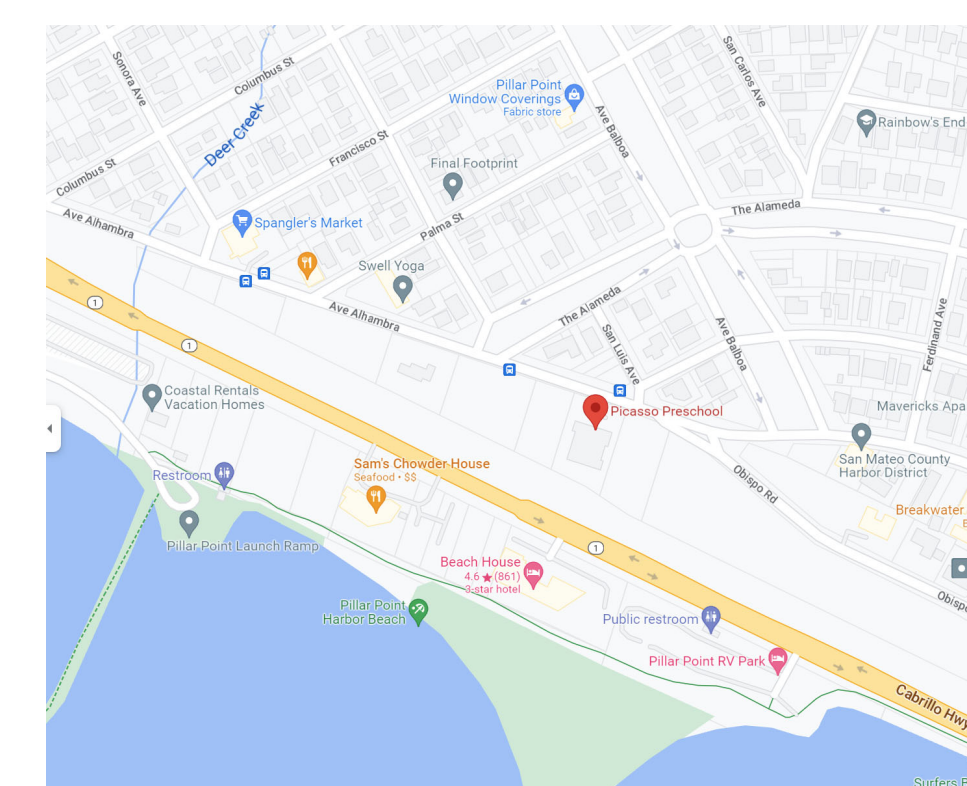 Sonora Ave
Columbus St
Deer Creek
San Carlos Ave
Pillar Point
Window Coverings
Fabric store
Ave Balboa
Rainbow's End
Francisco St
Final Footprint
Columbus St
Ave Alhambra
Spangler's Market
Palma St
The Alameda
Swell Yoga
The Alameda
Ave Alhambra
1
1
San Luis Ave
Ave Balboa
Ferdinand Ave
Coastal Rentals
Vacation Homes
Picasso Preschool
Mavericks Apa
San Mateo County
Harbor District
Obispo Rd
Sam's Chowder House
Seafood • $$
Restroom
Breakwater
Pillar Point Launch Ramp
1
Beach House
4.6 ★ (861)
3-star hotel
Obispo
Pillar Point
Harbor Beach
Public restroom
Pillar Point RV Park
Cabrillo Hwy
Surfers